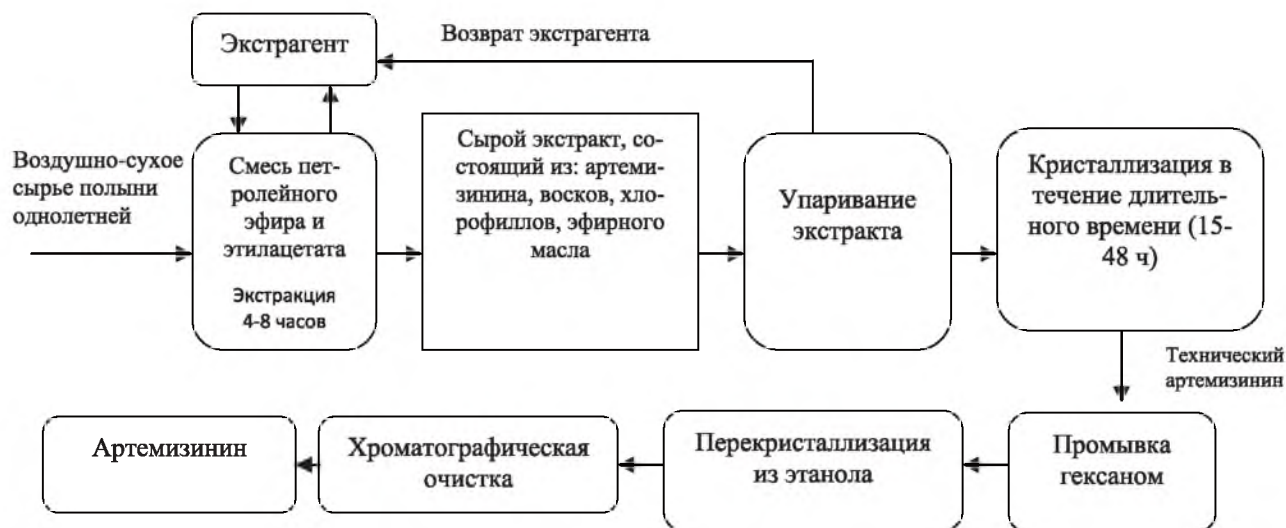 Экстрагент
Возврат экстрагента
Воздушно-сухое
сырье полыни
однолетней
Смесь пет-
ролейного
эфира и
этилацетата
Экстракция
4-8 часов
Сырой экстракт, со-
стоящий из: артеми-
зинина, восков, хло-
рофиллов, эфирного
масла
Упаривание
экстракта
Кристаллизация в
течение длитель-
ного времени (15-
48 ч)
Технический
артемизинин
Промывка
гексаном
Перекристаллизация
из этанола
Хроматографическая
очистка
Артемизинин